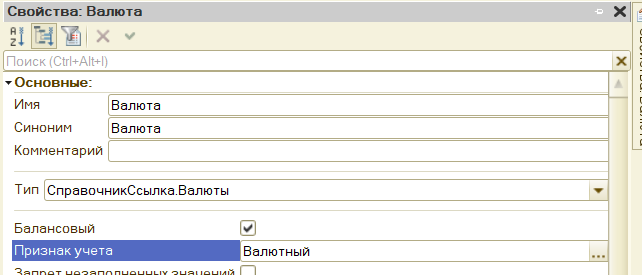 Свойства: Валюта
Поиск (Ctrl+Alt+I)
Основные:
Имя Валюта
Синоним Валюта
Комментарий
Тип СправочникСсылка.Валюты
Балансовый
Признак учета Валютный ...
Запрет незаполненных значений